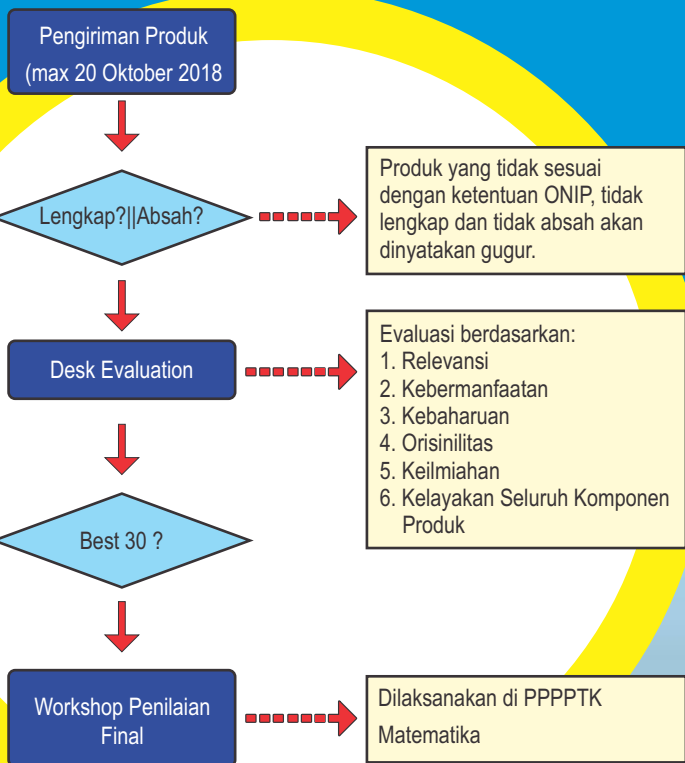 Pengiriman Produk
(max 20 Oktober 2018
Lengkap?||Absah?
Produk yang tidak sesuai
dengan ketentuan ONIP, tidak
lengkap dan tidak absah akan
dinyatakan gugur.
Desk Evaluation
Evaluasi berdasarkan:
1. Relevansi
2. Kebermanfaatan
3. Kebaharuan
4. Orisinilitas
5. Keilmiahan
6. Kelayakan Seluruh Komponen
Produk
Best 30 ?
Workshop Penilaian
Final
Dilaksanakan di PPPPTK
Matematika